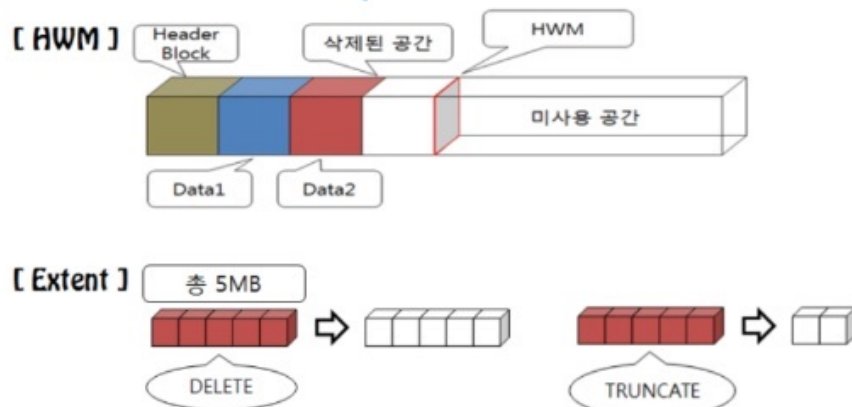 [ HWM ]
Header
Block
삭제된 공간
HWM
미사용 공간
Data1
Data2
[ Extent ]
총 5MB
DELETE
TRUNCATE